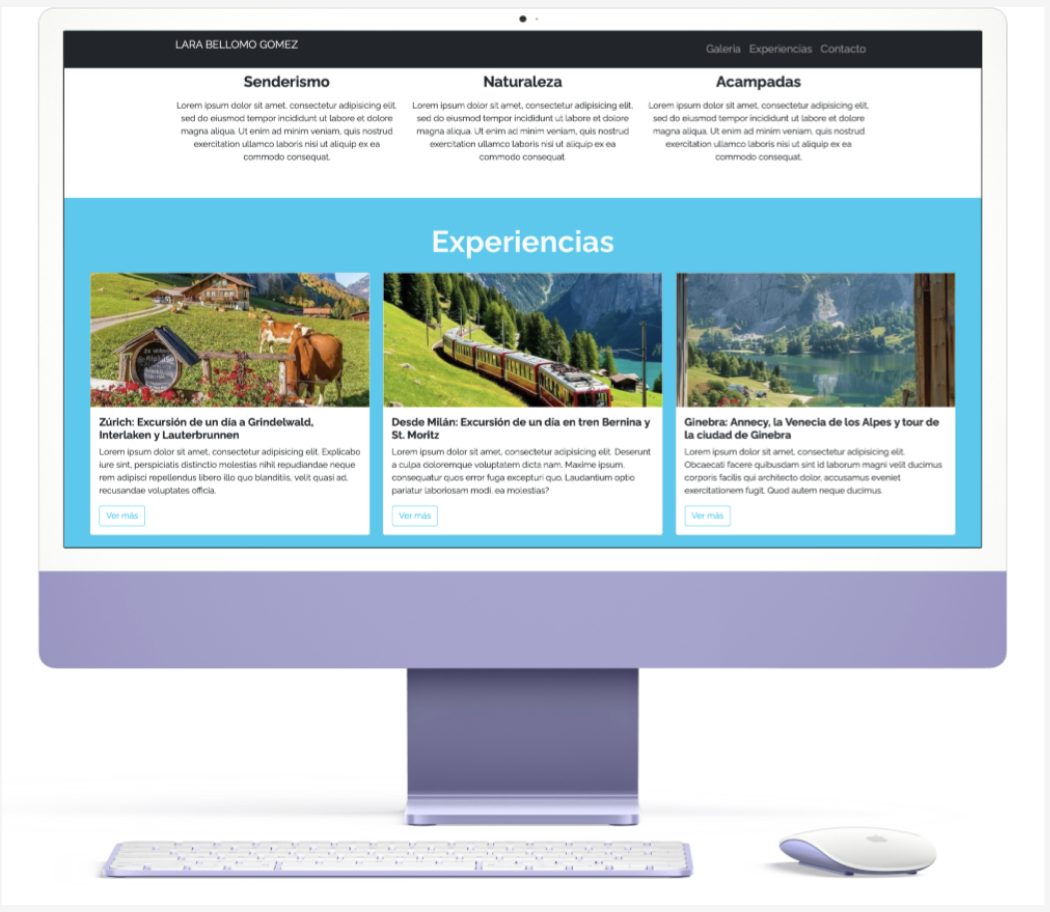 LARA BELLOMO GOMEZ
Galeria Experiencias Contacto
Senderismo
Lorem ipsum dolor sit amet, consectetur adipisicing elit,
sed do eiusmod tempor incididunt ut labore et dolore
magna aliqua. Ut enim ad minim veniam, quis nostrud
exercitation ullamco laboris nisi ut aliquip ex ea
commodo consequat.
Naturaleza
Lorem ipsum dolor sit amet, consectetur adipisicing elit,
sed do eiusmod tempor incididunt ut labore et dolore
magna aliqua. Ut enim ad minim veniam, quis nostrud
exercitation ullamco laboris nisi ut aliquip ex ea
commodo consequat.
Acampadas
Lorem ipsum dolor sit amet, consectetur adipisicing elit,
sed do eiusmod tempor incididunt ut labore et dolore
magna aliqua. Ut enim ad minim veniam, quis nostrud
exercitation ullamco laboris nisi ut aliquip ex ea
commodo consequat.
Experiencias
Zúrich: Excursión de un día a Grindelwald,
Interlaken y Lauterbrunnen
Lorem ipsum dolor sit amet, consectetur adipisicing elit. Explicabo
iure sint, perspiciatis distinctio molestias nihil repudiandae neque
rem adipisci repellendus libero illo quo blanditiis, velit quasi ad,
recusandae voluptates officia.
Ver más
Desde Milán: Excursión de un día en tren Bernina y
St. Moritz
Lorem ipsum dolor sit amet, consectetur adipisicing elit. Deserunt
a culpa doloremque voluptatem dicta nam. Maxime ipsum,
consequatur quos error fuga excepturi quo. Laudantium optio
pariatur laboriosam modi, ea molestias?
Ver más
Ginebra: Annecy, la Venecia de los Alpes y tour de
la ciudad de Ginebra
Lorem ipsum dolor sit amet, consectetur adipisicing elit.
Obcaecati facere quibusdam sint id laborum magni velit ducimus
corporis facilis qui architecto dolor, accusamus eveniet
exercitationem fugit. Quod autem neque ducimus.
Ver más